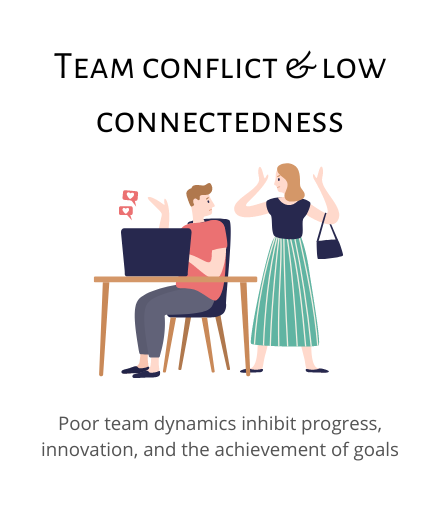 Team conflict & low
connectedness
Poor team dynamics inhibit progress,
innovation, and the achievement of goals